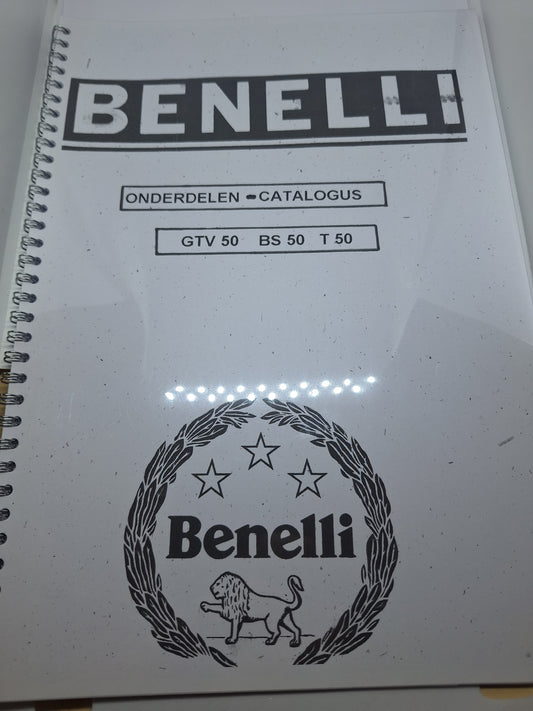 BENELLI
ONDERDELEN - CATALOGUS
GTV 50 BS 50 T 50
Benelli